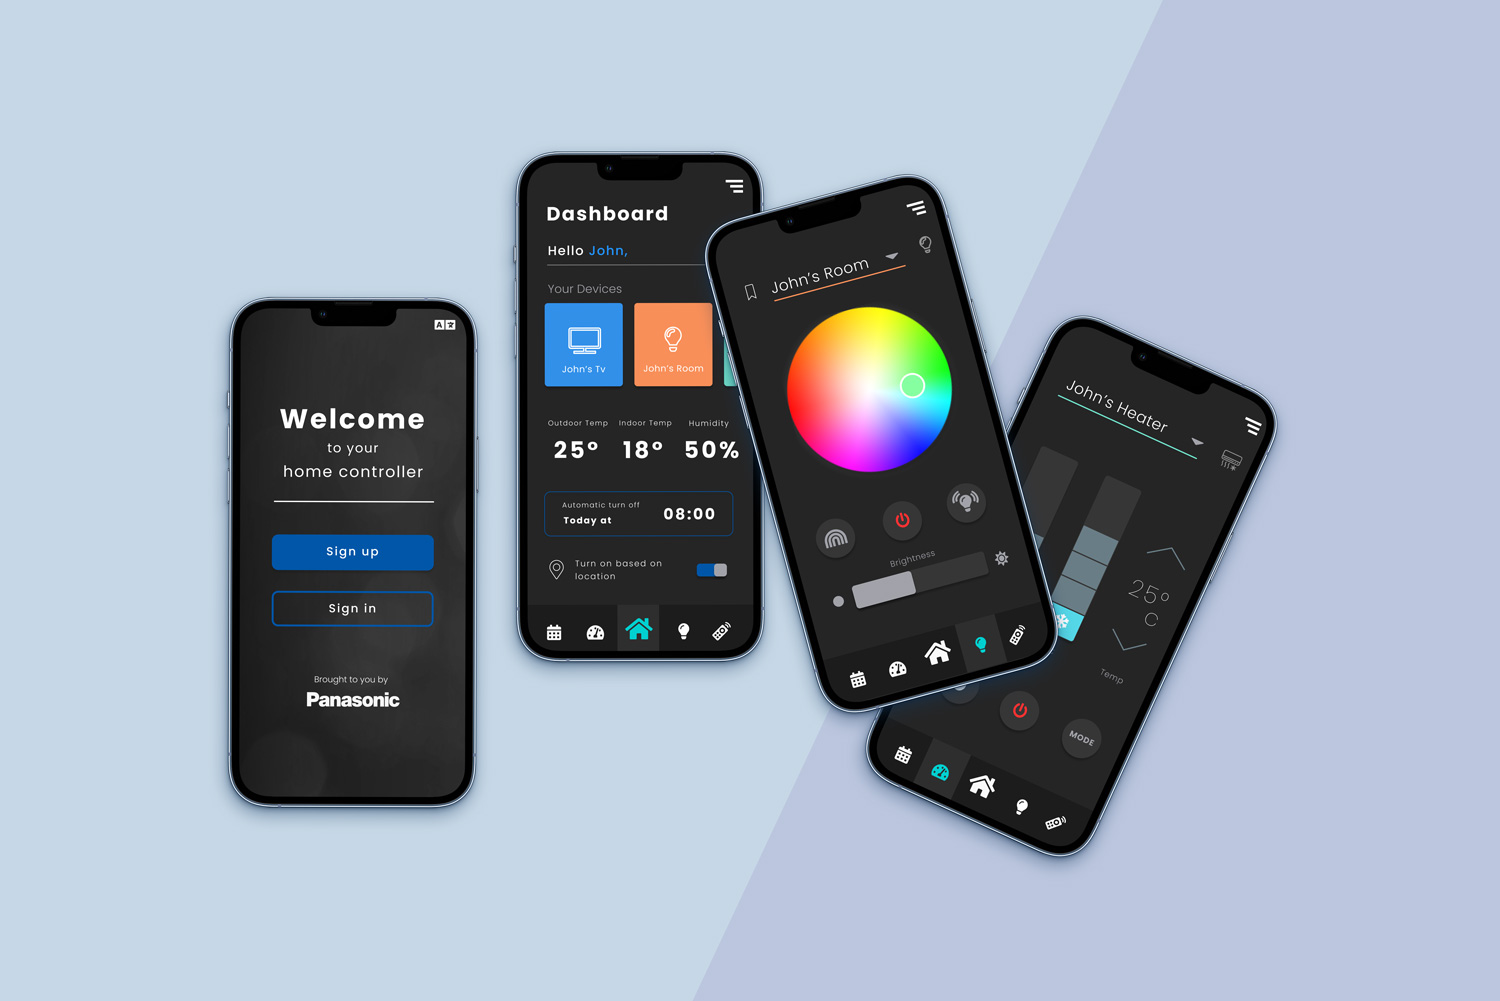 A
Welcome
to your
home controller
Sign up
Sign in
Brought to you by
Panasonic
Dashboard
Hello John,
Your Devices
John's Tv
John's Room
Outdoor Temp
Indoor Temp
Humidity
25°
18°
50%
Automatic turn off
Today at
08:00
Turn on based on
location
John's Room
Brightness
John's Heater
25°
C
Temp
MODE